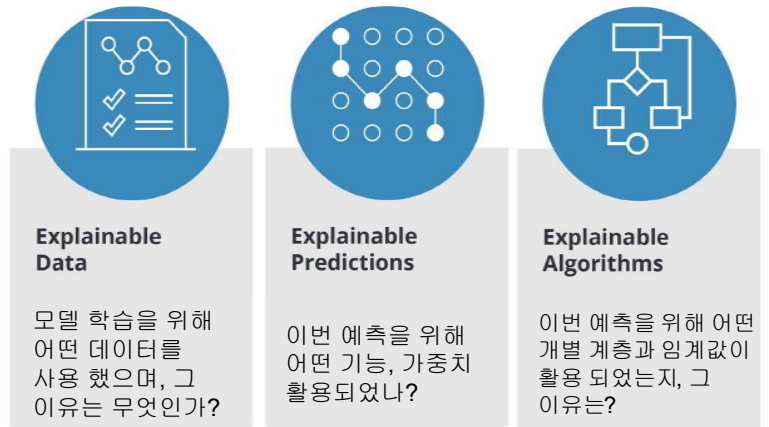 Explainable
Data
모델 학습을 위해
어떤 데이터를
사용 했으며, 그
이유는 무엇인가?
Explainable
Predictions
이번 예측을 위해
어떤 기능, 가중치
활용되었나?
Explainable
Algorithms
이번 예측을 위해 어떤
개별 계층과 임계값이
활용 되었는지, 그
이유는?